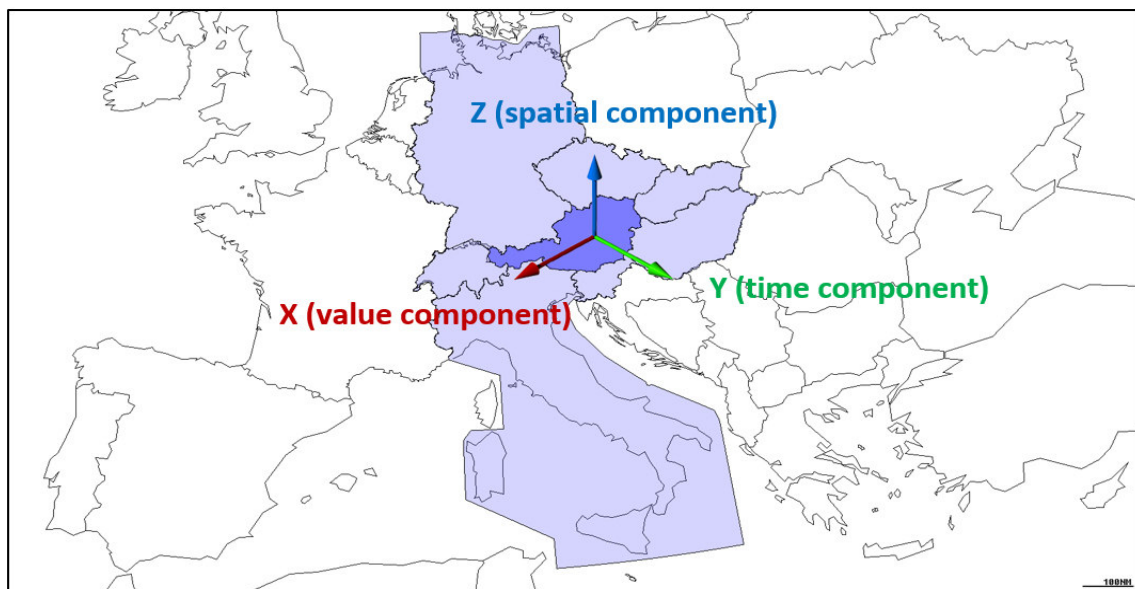 Z (spatial component)
Y (time component)
X (value component)
100NM